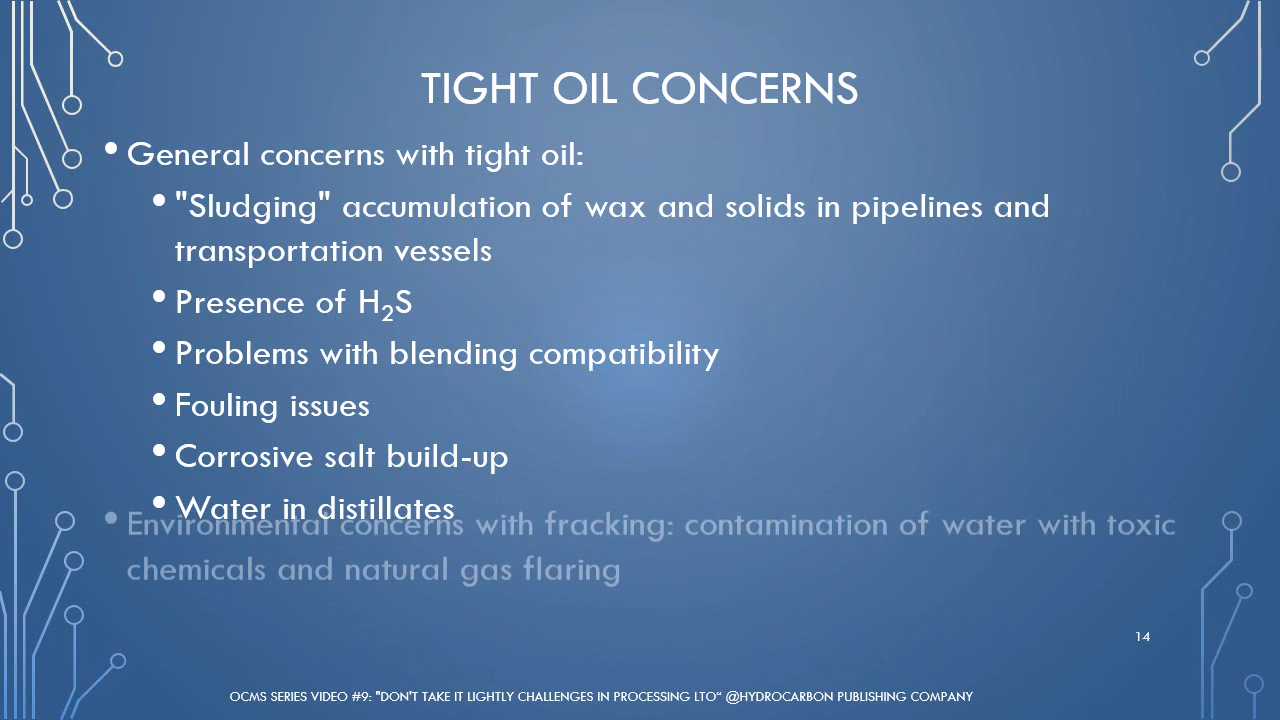 TIGHT OIL CONCERNS
• General concerns with tight oil:
• "Sludging" accumulation of wax and solids in pipelines and
transportation vessels
• Presence of H₂S
• Problems with blending compatibility
• Fouling issues
• Corrosive salt build-up
• Water in distillates
• Environmental concerns with fracking: contamination of water with toxic
chemicals and natural gas flaring
14
OCMS SERIES VIDEO #9: "DON'T TAKE IT LIGHTLY CHALLENGES IN PROCESSING LTO“ @HYDROCARBON PUBLISHING COMPANY